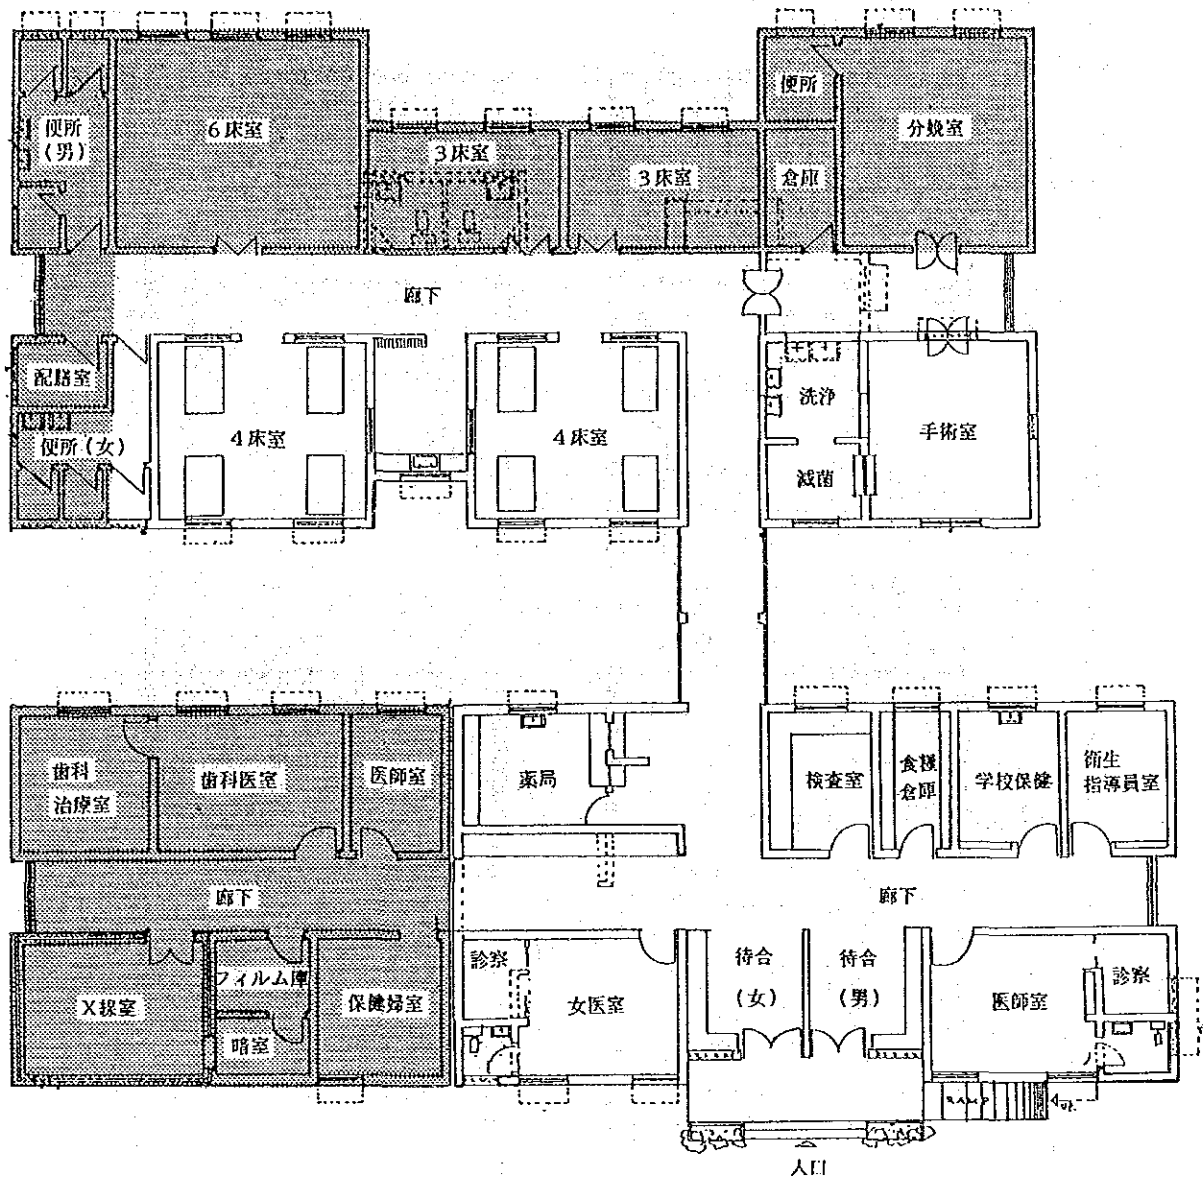 便所
(男)
6床室
3床室
3床室
便所
倉庫
分娩室
廊下
配膳室
便所(女)
4床室
4床室
洗浄
滅菌
手術室
歯科
治療室
歯科医室
医師室
薬局
検査室
食糧
倉庫
学校保健
衛生
指導員室
廊下
廊下
X線室
フィルム庫
暗室
保健婦室
診察
女医室
待合
(女)
待合
(男)
医師室
診察
RAMP
入口